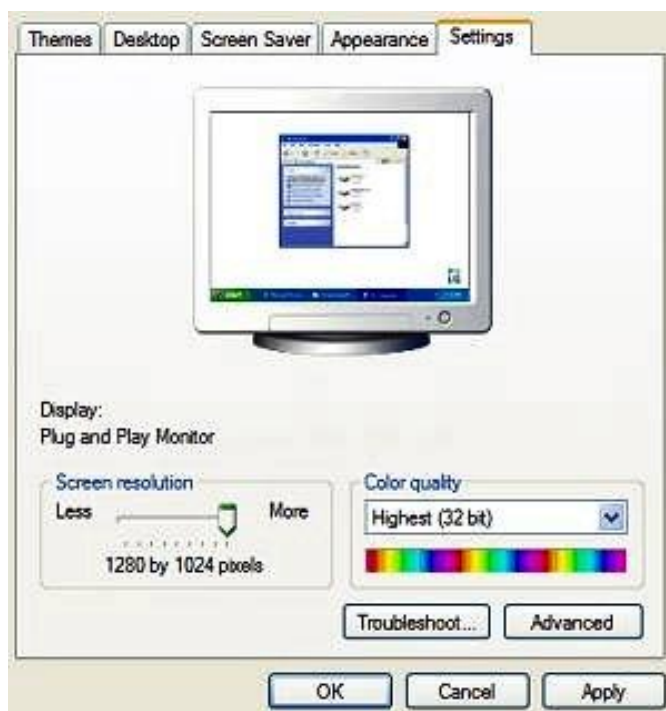 Themes Desktop Screen Saver Appearance Settings
Display:
Plug and Play Monitor
Screen resolution
Less More
1280 by 1024 pixels
Color quality
Highest (32 bit)
Troubleshoot... Advanced
OK Cancel Apply